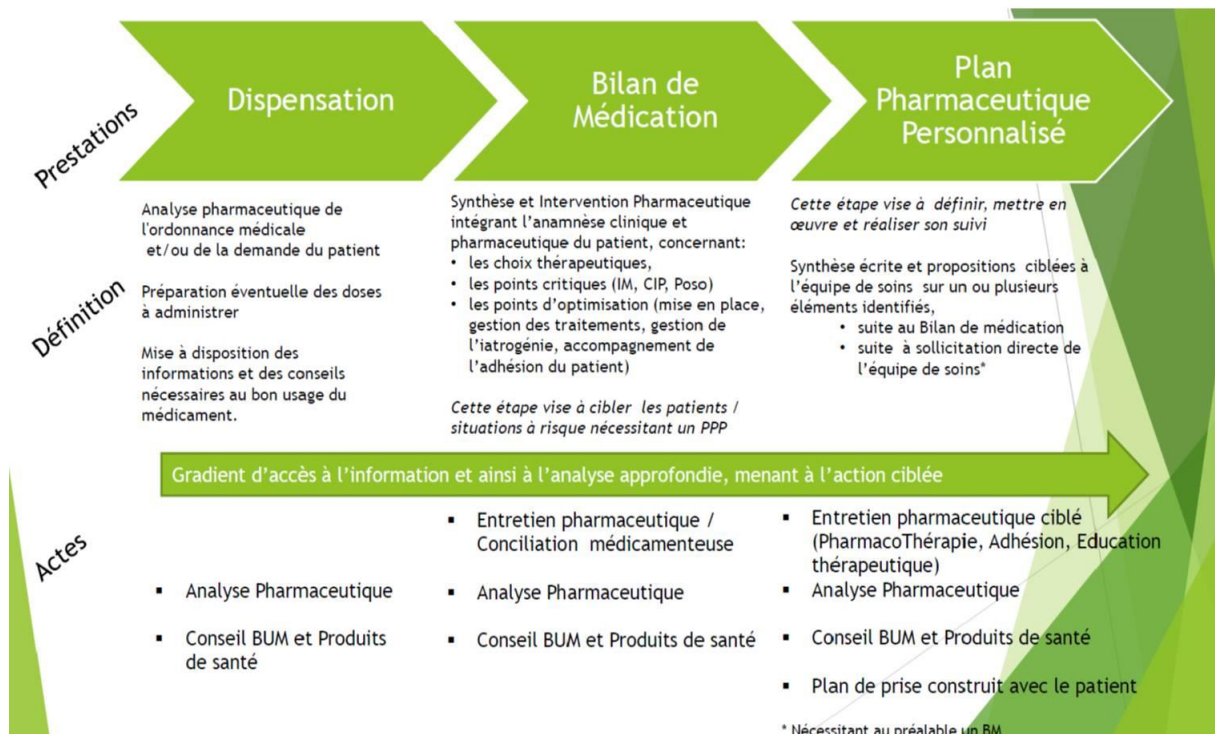 Prestations
Dispensation
Bilan de
Médication
Plan
Pharmaceutique
Personnalisé
Définition
Analyse pharmaceutique de
l'ordonnance médicale
et/ou de la demande du patient
Préparation éventuelle des doses
à administrer
Mise à disposition des
informations et des conseils
nécessaires au bon usage du
médicament.
Synthèse et Intervention Pharmaceutique
intégrant l'anamnèse clinique et
pharmaceutique du patient, concernant:
• les choix thérapeutiques,
• les points critiques (IM, CIP, Poso)
• les points d'optimisation (mise en place,
gestion des traitements, gestion de
l'iatrogénie, accompagnement de
l'adhésion du patient)
Cette étape vise à cibler les patients /
situations à risque nécessitant un PPP
Cette étape vise à définir, mettre en
œuvre et réaliser son suivi
Synthèse écrite et propositions ciblées à
l'équipe de soins sur un ou plusieurs
éléments identifiés,
• suite au Bilan de médication
• suite à sollicitation directe de
l'équipe de soins*
Gradient d'accès à l'information et ainsi à l'analyse approfondie, menant à l'action ciblée
Actes
▪ Analyse Pharmaceutique
▪ Conseil BUM et Produits
de santé
▪ Entretien pharmaceutique /
Conciliation médicamenteuse
▪ Analyse Pharmaceutique
▪ Conseil BUM et Produits de santé
▪ Entretien pharmaceutique ciblé
(PharmacoThérapie, Adhésion, Education
thérapeutique)
▪ Analyse Pharmaceutique
▪ Conseil BUM et Produits de santé
▪ Plan de prise construit avec le patient
* Nécessitant au préalable un BM